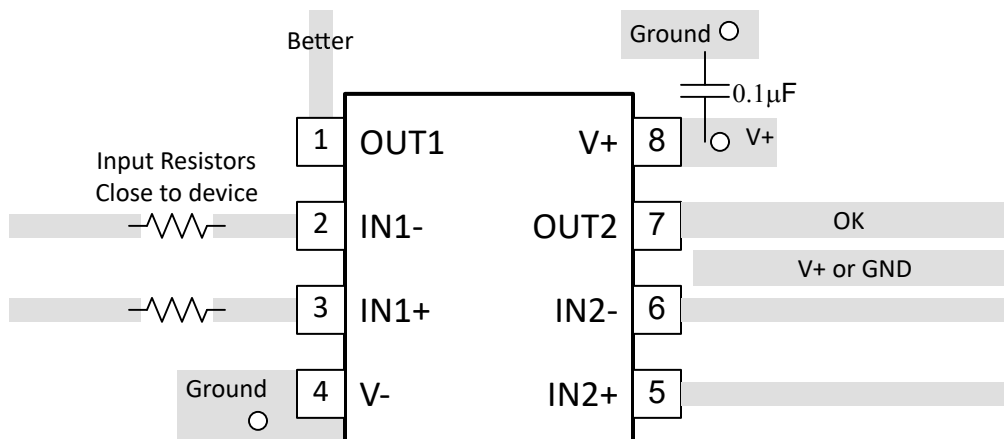 Better
Ground
0.1μF
1 OUT1
V+ 8
V+
Input Resistors
Close to device
2 IN1-
OUT2 7
OK
V+ or GND
3 IN1+
IN2- 6
Ground
4 V-
IN2+ 5